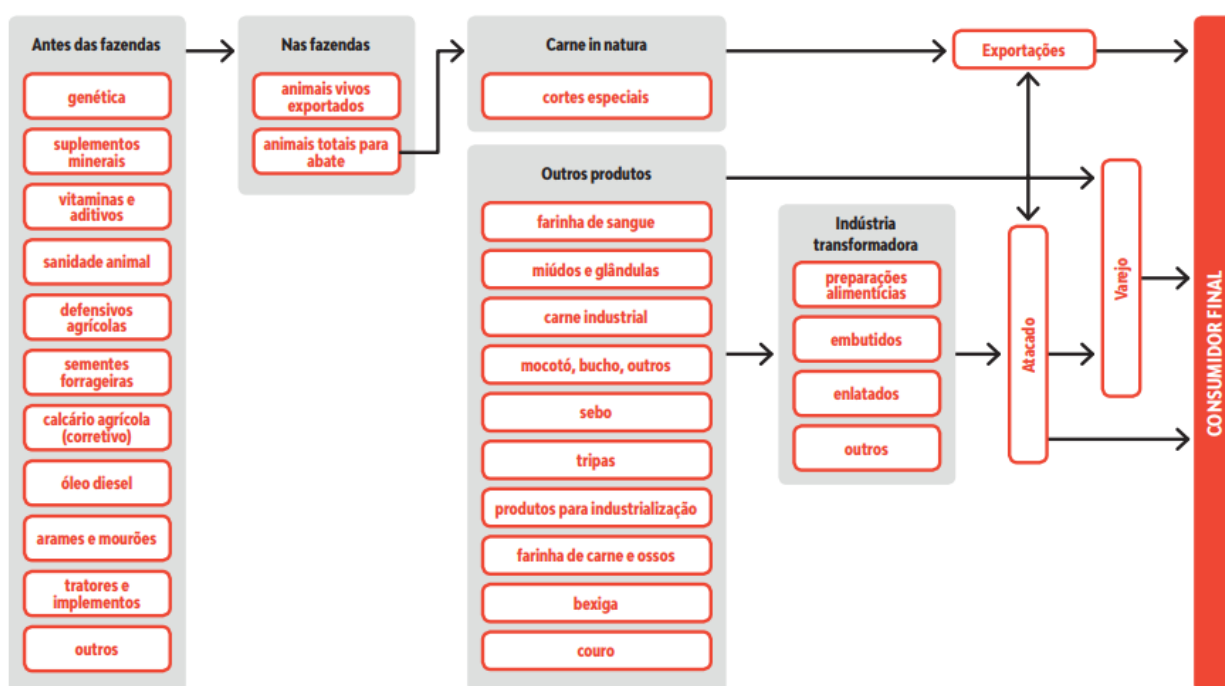 Antes das fazendas
genética
suplementos
minerais
vitaminas e
aditivos
sanidade animal
defensivos
agrícolas
sementes
forrageiras
calcário agrícola
(corretivo)
óleo diesel
arames e mourões
tratores e
implementos
outros
Nas fazendas
animais vivos
exportados
animais totais para
abate
Carne in natura
cortes especiais
Outros produtos
farinha de sangue
miúdos e glândulas
carne industrial
mocotó, bucho, outros
sebo
tripas
produtos para industrialização
farinha de carne e ossos
bexiga
couro
Indústria
transformadora
preparações
alimentícias
embutidos
enlatados
outros
Exportações
Atacado
Varejo
CONSUMIDOR FINAL